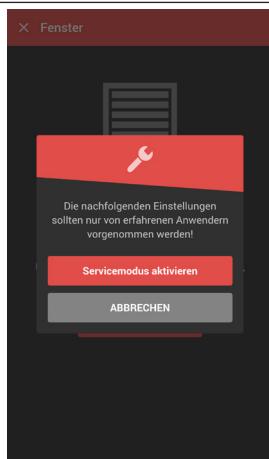 × Fenster
Die nachfolgenden Einstellungen
sollten nur von erfahrenen Anwendern
vorgenommen werden!
Servicemodus aktivieren
ABBRECHEN